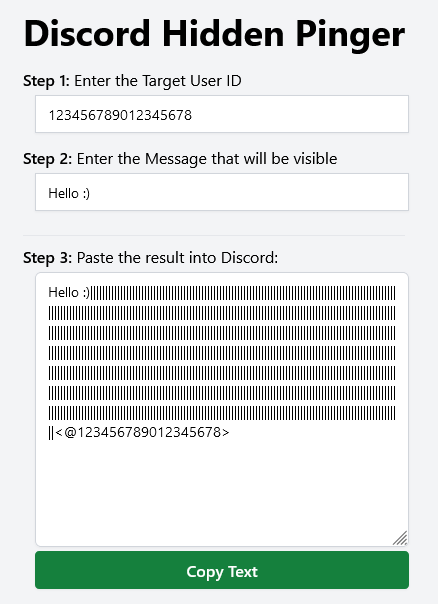 Discord Hidden Pinger
Step 1: Enter the Target User ID
123456789012345678
Step 2: Enter the Message that will be visible
Hello :)
Step 3: Paste the result into Discord:
Hello :)||||||||||||||||||||||||||||||||||||||||||||||||||||||||||||||||||||||||||||||||||||||||||||||||||||
||||||||||||||||||||||||||||||||||||||||||||||||||||||||||||||||||||||||||||||||||||||||||||||||||||||||||||||||||||
||||||||||||||||||||||||||||||||||||||||||||||||||||||||||||||||||||||||||||||||||||||||||||||||||||||||||||||||||||
||||||||||||||||||||||||||||||||||||||||||||||||||||||||||||||||||||||||||||||||||||||||||||||||||||||||||||||||||||
||||||||||||||||||||||||||||||||||||||||||||||||||||||||||||||||||||||||||||||||||||||||||||||||||||||||||||||||||||
||||||||||||||||||||||||||||||||||||||||||||||||||||||||||||||||||||||||||||||||||||||||||||||||||||||||||||||||||||
||||||||||||||||||||||||||||||||||||||||||||||||||||||||||||||||||||||||||||||||||||||||||||||||||||||||||||||||||||
||<@123456789012345678>
Copy Text